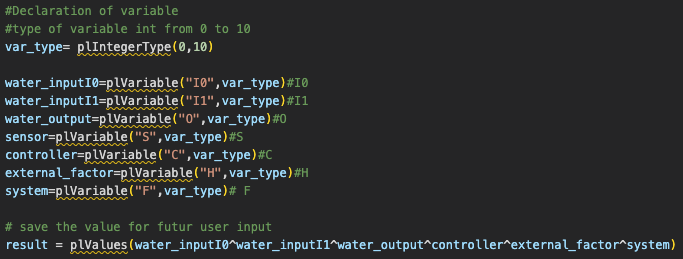 #Declaration of variable
#type of variable int from 0 to 10
var_type= plIntegerType(0,10)
water_inputI0=plVariable("I0",var_type)#I0
water_inputI1=plVariable("I1",var_type)#I1
water_output=plVariable("O",var_type)#O
sensor=plVariable("S",var_type)#S
controller=plVariable("C",var_type)#C
external_factor=plVariable("H",var_type)#H
system=plVariable("F",var_type)# F
# save the value for futur user input
result = plValues(water_inputI0^water_inputI1^water_output^controller^external_factor^system)